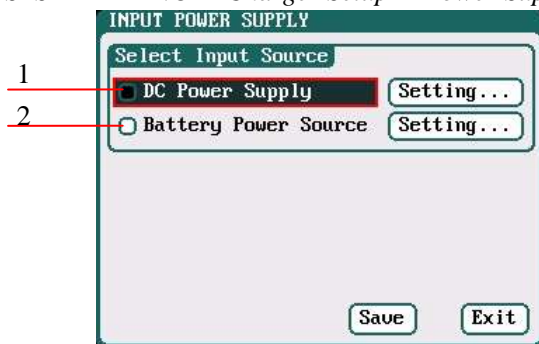 INPUT POWER SUPPLY
Select Input Source
1
DC Power Supply
Setting...
2
Battery Power Source
Setting...
Save
Exit